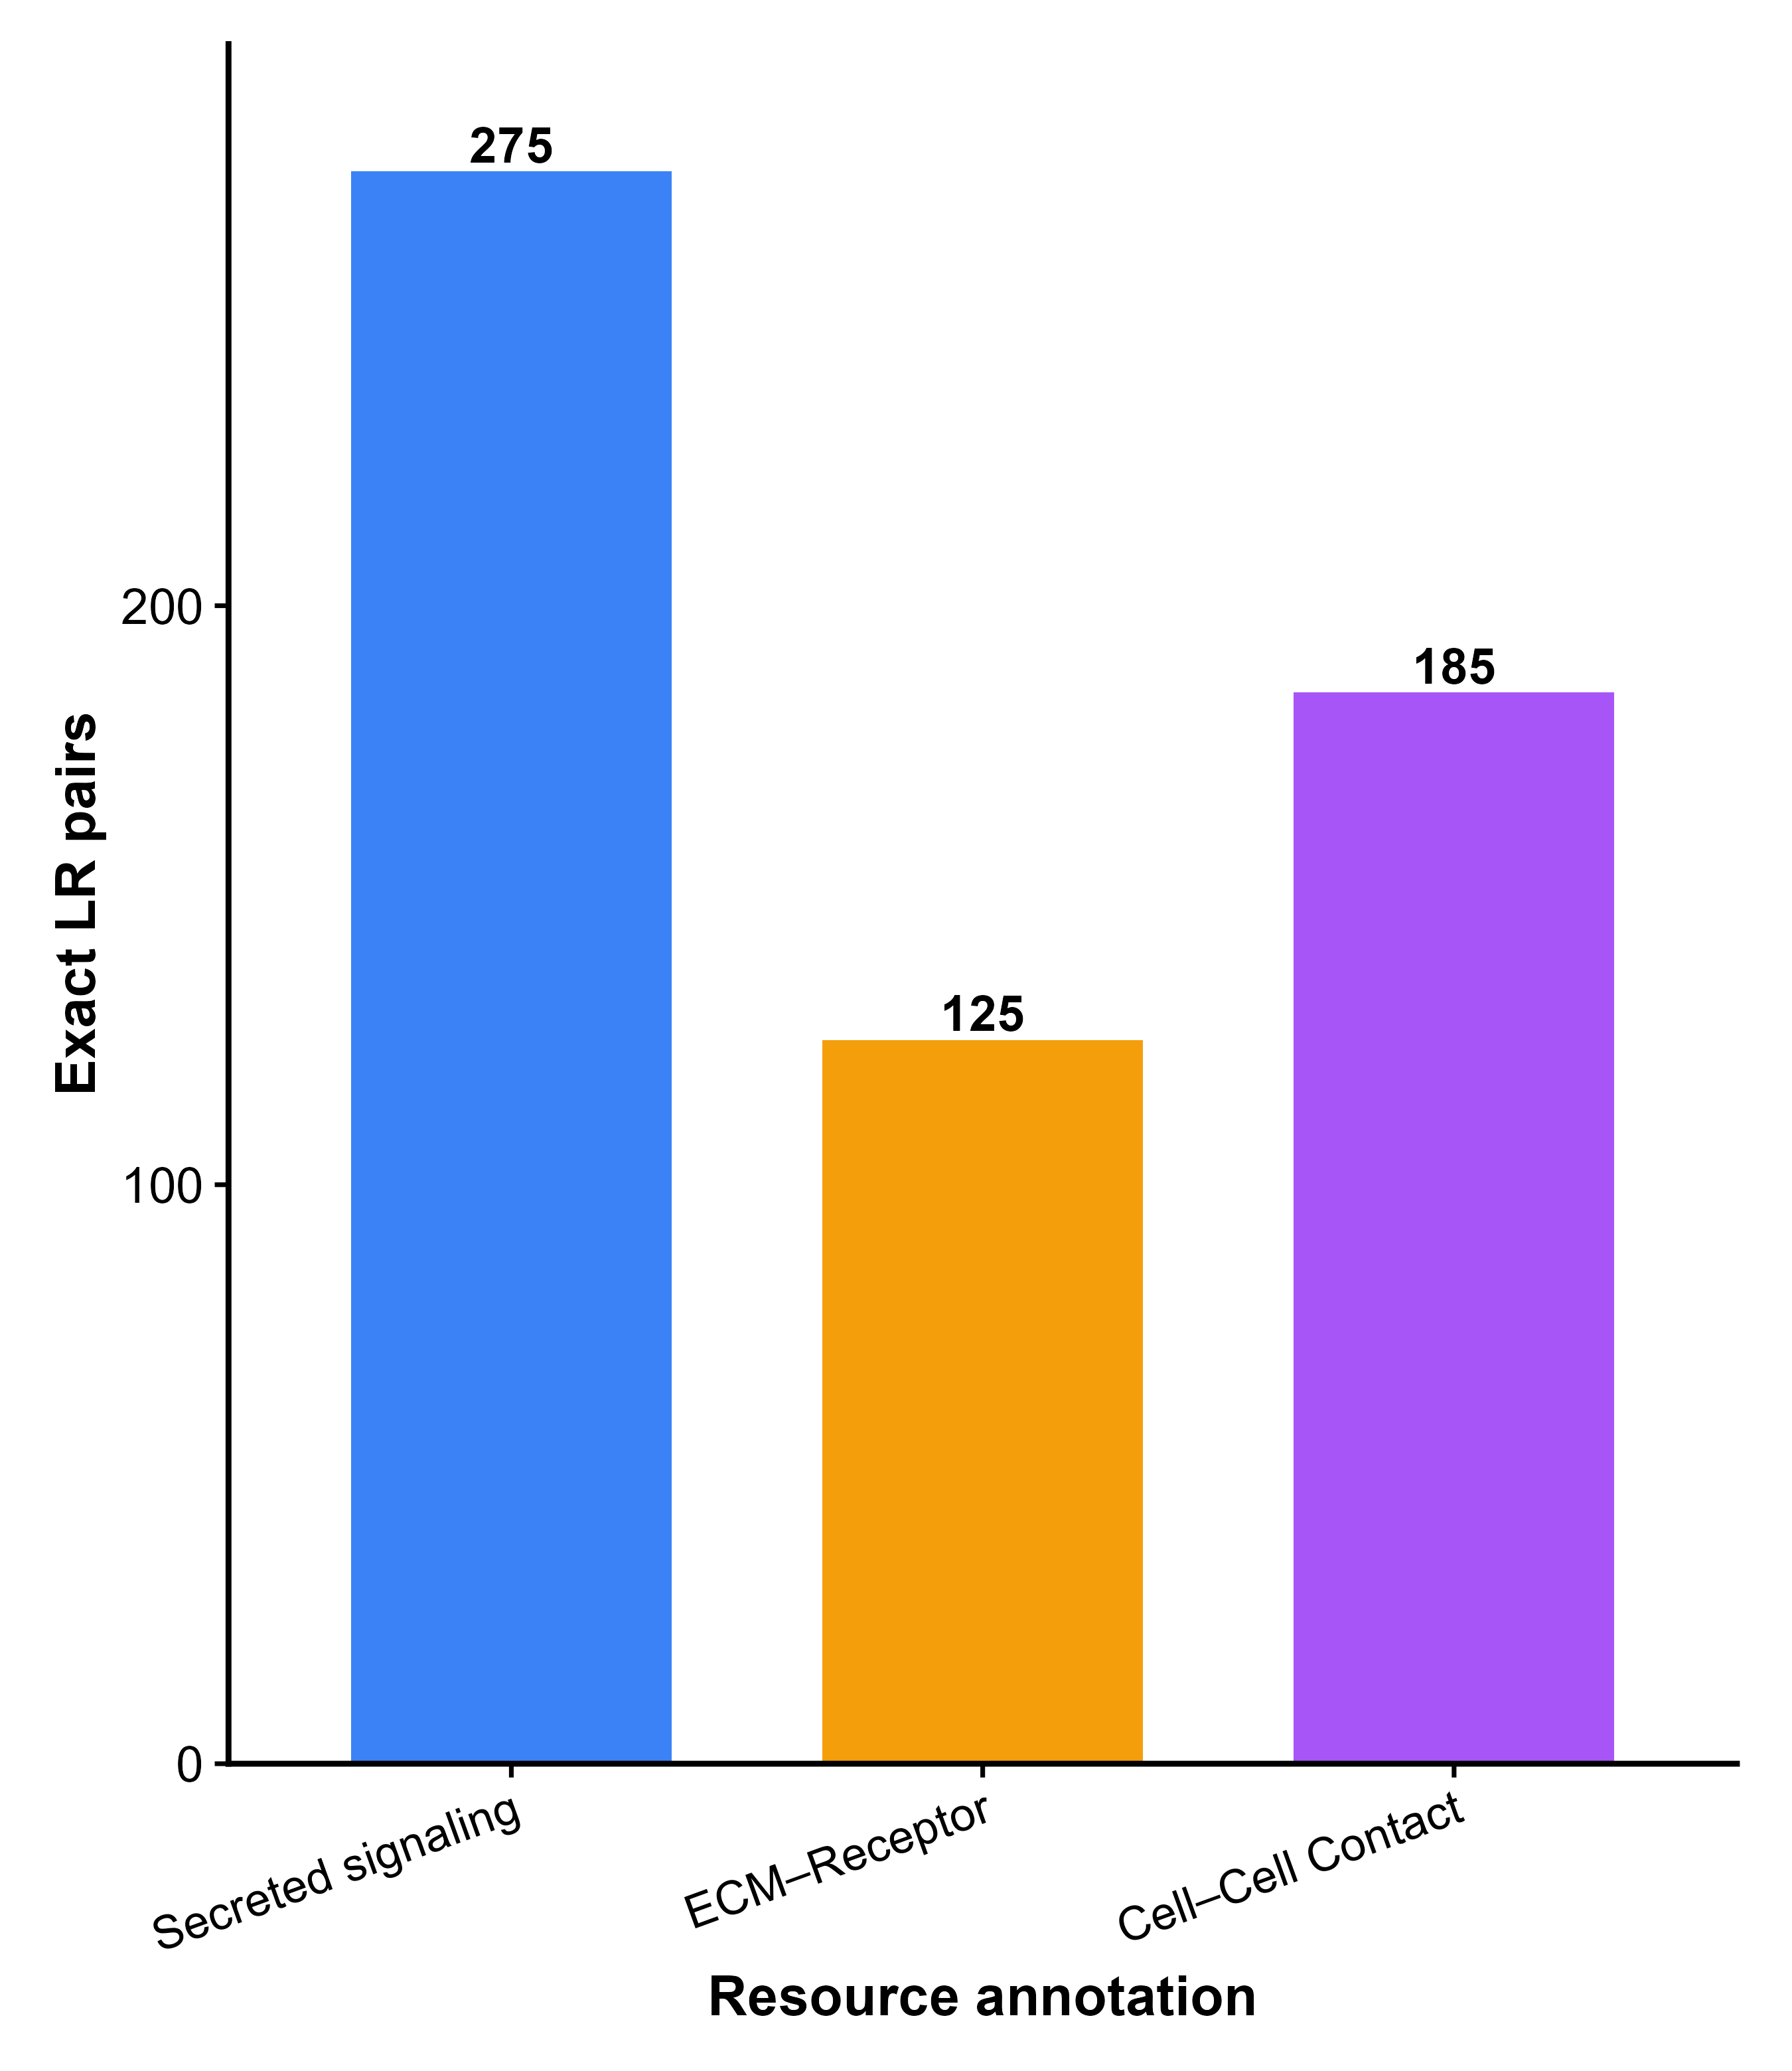 275
200
185
Exact LR pairs
125
100
0
Secreted signaling
ECM–Receptor
Cell–Cell Contact
Resource annotation